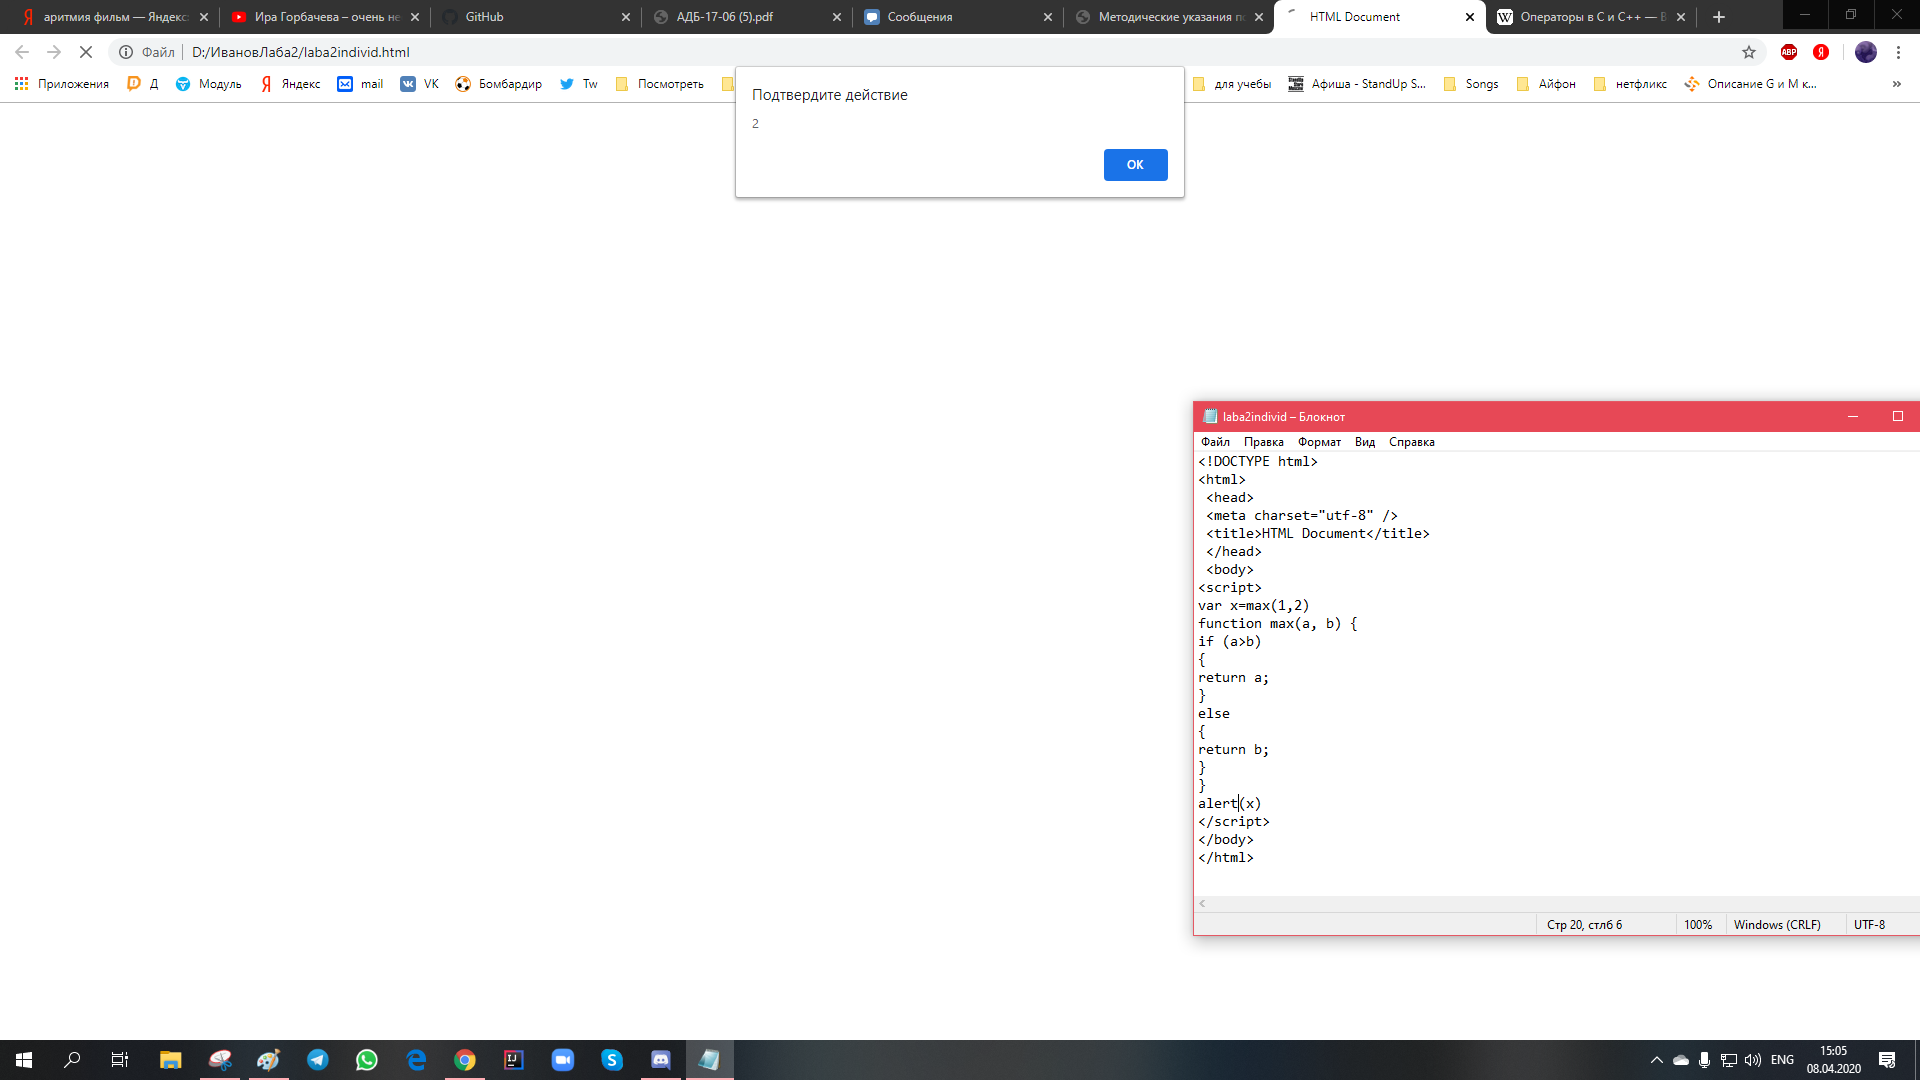 аритмия фильм — Яндекс
Ира Горбачева – очень не
GitHub
АДБ-17-06 (5).pdf
Сообщения
Методические указания по
HTML Document
Операторы в C и C++ — В
Файл
D:/ИвановЛаба2/laba2individ.html
ABP
Приложения
Д
Модуль
Яндекс
mail
VK
Бомбардир
Tw
Посмотреть
для учебы
Афиша - StandUp S...
Songs
Айфон
нетфликс
Описание G и M к...
»
Подтвердите действие
2
ОК
laba2individ – Блокнот
Файл Правка Формат Вид Справка
<!DOCTYPE html>
<html>
<head>
<meta charset="utf-8" />
<title>HTML Document</title>
</head>
<body>
<script>
var x=max(1,2)
function max(a, b) {
if (a>b)
{
return a;
}
else
{
return b;
}
}
alert(x)
</script>
</body>
</html>
Стр 20, стлб 6
100%
Windows (CRLF)
UTF-8
ENG
15:05
08.04.2020